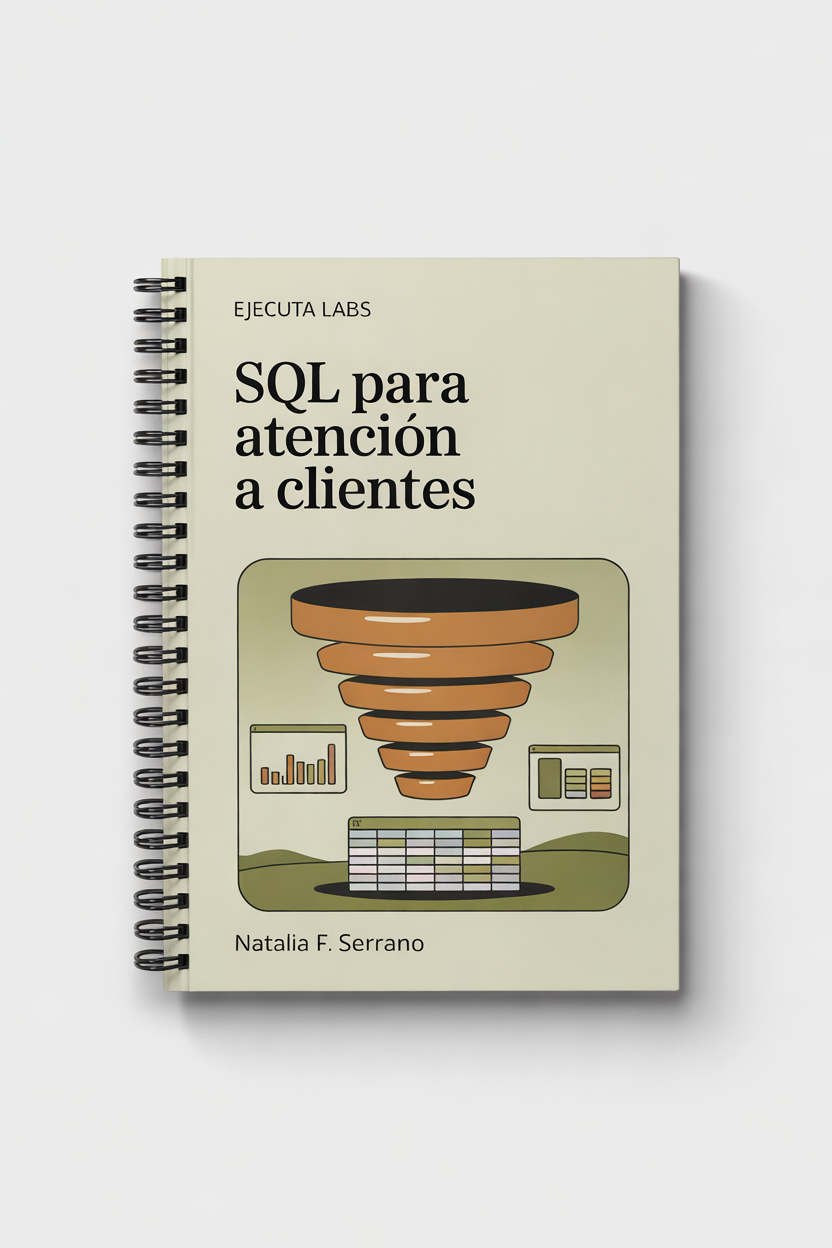 EJECUTA LABS
SQL para
atención
a clientes
Natalia F. Serrano